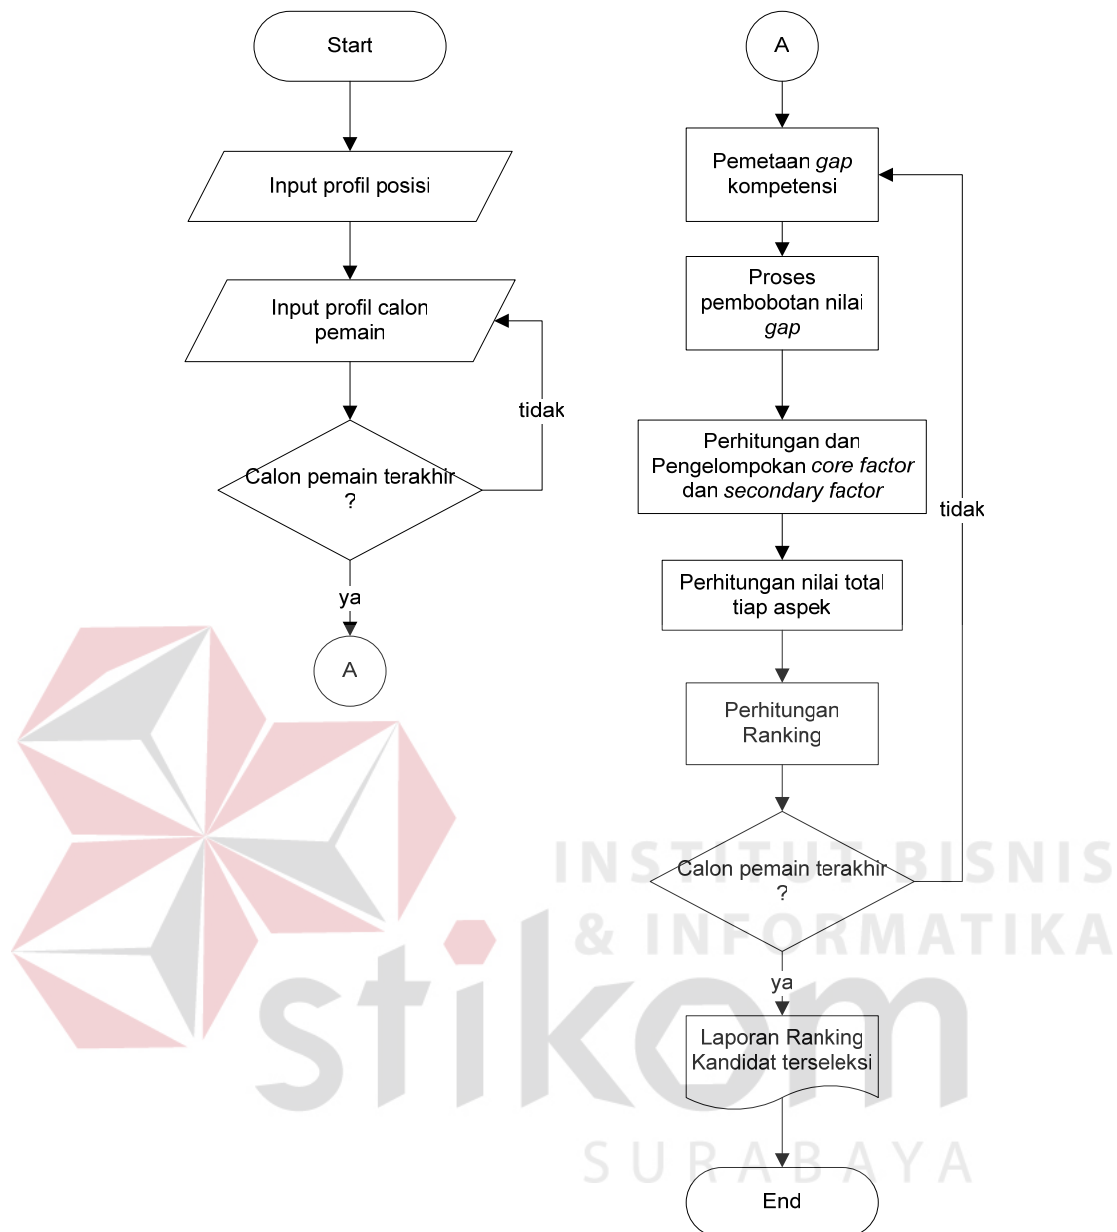 Start
Input profil posisi
Input profil calon
pemain
tidak
Calon pemain terakhir
?
ya
A
A
Pemetaan gap
kompetensi
Proses
pembobotan nilai
gap
Perhitungan dan
Pengelompokan core factor
dan secondary factor
tidak
Perhitungan nilai total
tiap aspek
Perhitungan
Ranking
Calon pemain terakhir
?
ya
Laporan Ranking
Kandidat terseleksi
End
INSTITUT BISNIS
& INFORMATIKA
stikom
SURABAYA